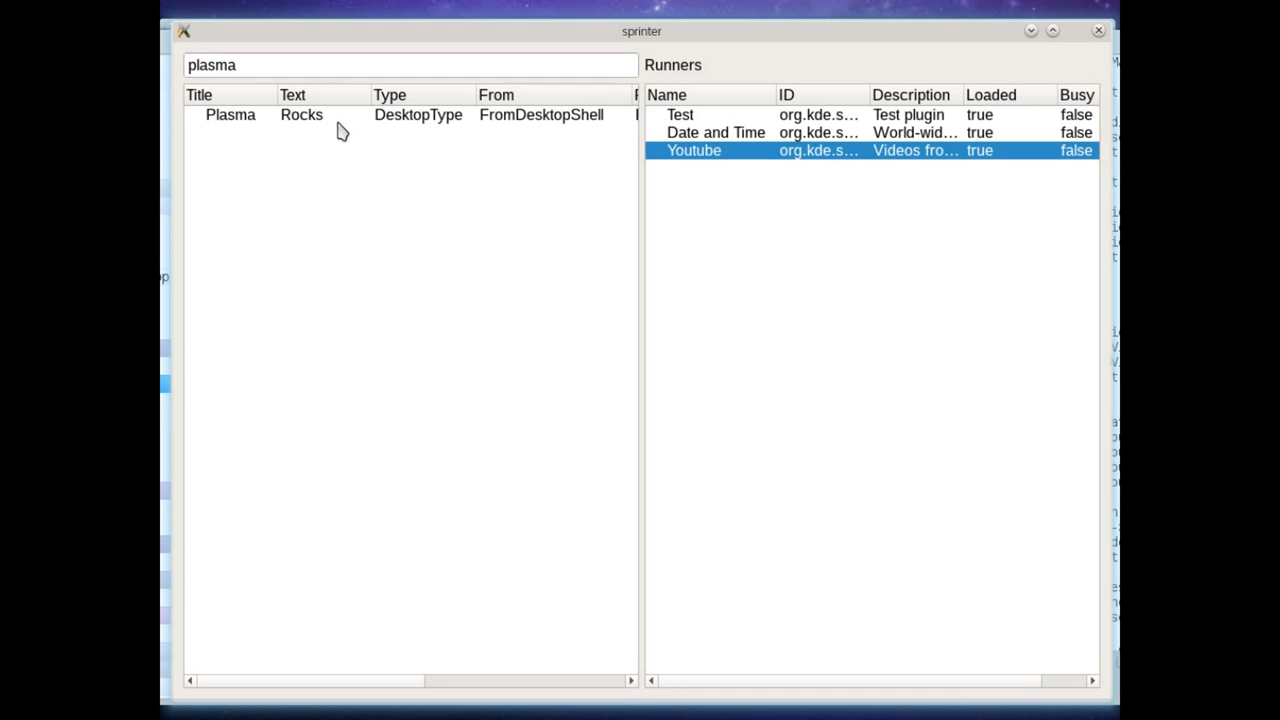 sprinter
plasma
Runners
Title Text Type From
Plasma Rocks DesktopType FromDesktopShell
Name ID Description Loaded Busy
Test org.kde.s... Test plugin true false
Date and Time org.kde.s... World-wid... true false
Youtube org.kde.s... Videos fro... true false